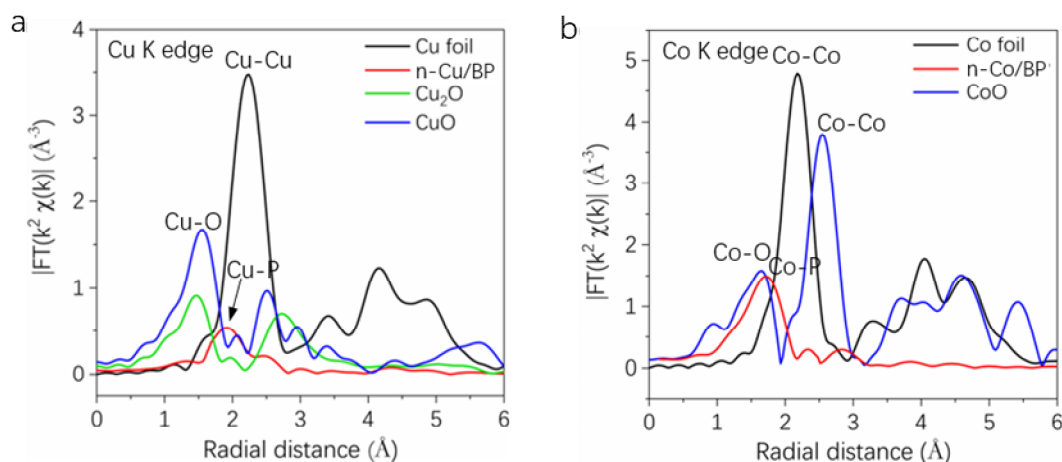 a
Cu K edge
Cu-Cu
Cu foil
n-Cu/BP
Cu₂O
CuO
Cu-O
Cu-P
|FT(k² χ(k)| (Å⁻³)
4
3
2
1
0
0 1 2 3 4 5 6
Radial distance (Å)
b
Co K edge
Co-Co
Co foil
n-Co/BP
CoO
Co-Co
Co-O
Co-P
|FT(k² χ(k)| (Å⁻³)
5
4
3
2
1
0
0 1 2 3 4 5 6
Radial distance (Å)